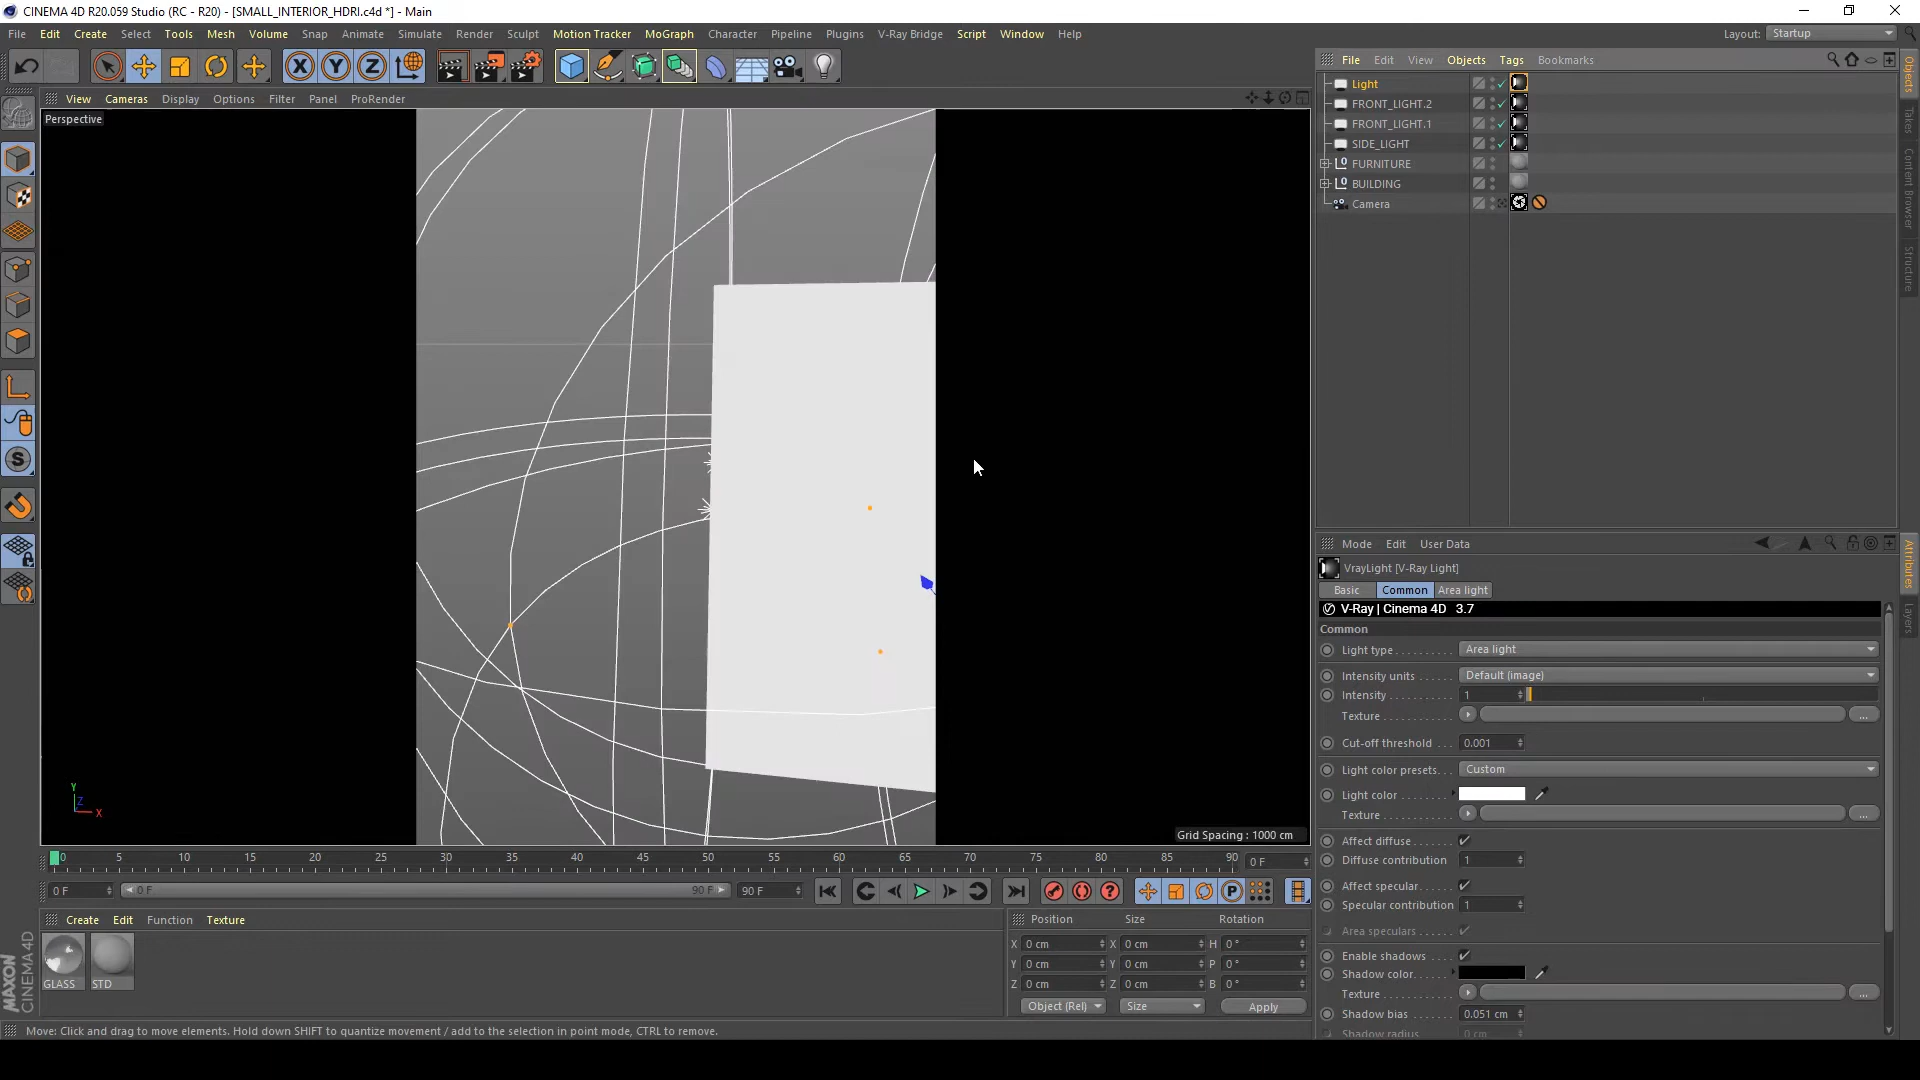 CINEMA 4D R20.059 Studio (RC - R20) - [SMALL_INTERIOR_HDRI.c4d *] - Main
File Edit Create Select Tools Mesh Volume Snap Animate Simulate Render Sculpt Motion Tracker MoGraph Character Pipeline Plugins V-Ray Bridge Script Window Help
Layout: Startup
File Edit View Objects Tags Bookmarks
View Cameras Display Options Filter Panel ProRender
Perspective
Light
FRONT_LIGHT.2
FRONT_LIGHT.1
SIDE_LIGHT
FURNITURE
BUILDING
Camera
Objects
Takes
Content Browser
Structure
Mode Edit User Data
VrayLight [V-Ray Light]
Basic Common Area light
V-Ray | Cinema 4D 3.7
Common
Light type . . . . . . . . . . Area light
Intensity units . . . . . Default (image)
Intensity . . . . . . . . . . . 1
Texture . . . . . . . . . . . . ...
Cut-off threshold . . . 0.001
Light color presets. . . Custom
Light color . . . . . . . .
Texture . . . . . . . . . . . . ...
Affect diffuse . . . . . .
Diffuse contribution 1
Affect specular. . . . .
Specular contribution 1
Area speculars . . . . .
Enable shadows . . . .
Shadow color. . . . . .
Texture . . . . . . . . . . . . ...
Shadow bias . . . . . . . 0.051 cm
Shadow radius 0 cm
Attributes
Layers
Y
Z
X
Grid Spacing : 1000 cm
0 5 10 15 20 25 30 35 40 45 50 55 60 65 70 75 80 85 90 0 F
0 F 0 F 90 F 90 F
Create Edit Function Texture
GLASS STD
Position Size Rotation
X 0 cm X 0 cm H 0 °
Y 0 cm Y 0 cm P 0 °
Z 0 cm Z 0 cm B 0 °
Object (Rel) Size Apply
MAXON
CINEMA 4D
Move: Click and drag to move elements. Hold down SHIFT to quantize movement / add to the selection in point mode, CTRL to remove.